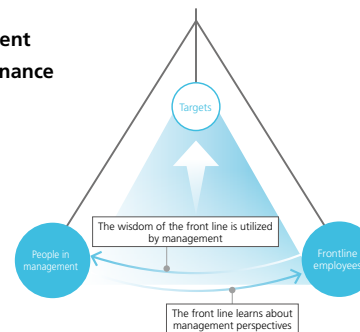 ent
nance
Targets
The wisdom of the front line is utilized
by management
People in
management
Frontline
employees
The front line learns about
management perspectives